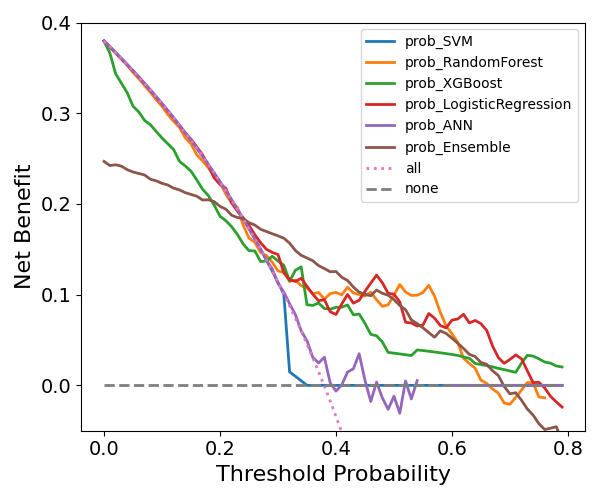 0.4
0.3
0.2
0.1
0.0
Net Benefit
prob_SVM
prob_RandomForest
prob_XGBoost
prob_LogisticRegression
prob_ANN
prob_Ensemble
all
none
0.0 0.2 0.4 0.6 0.8
Threshold Probability